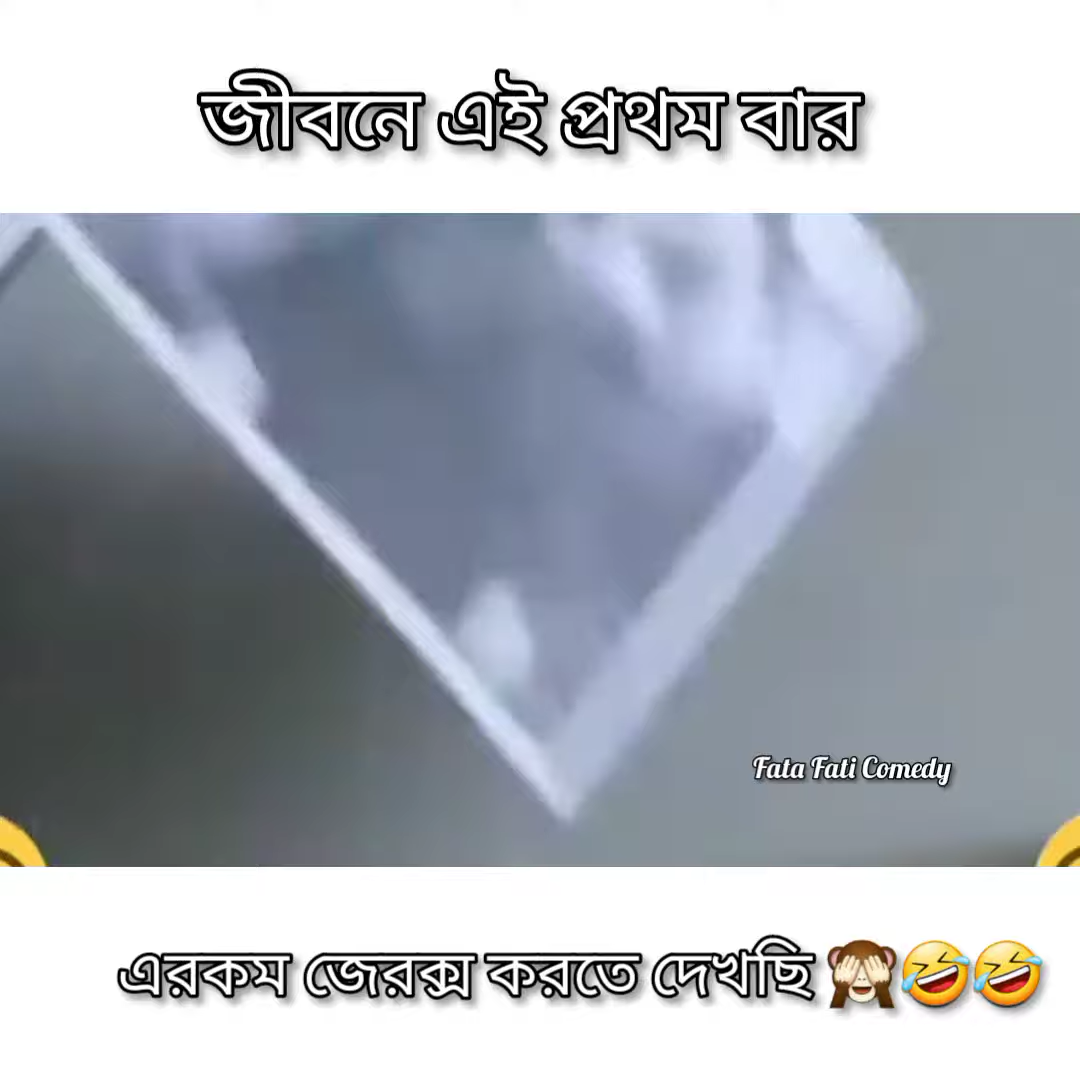 জীবনে এই প্রথম বার
Fata Fati Comedy
এরকম জেরক্স করতে দেখছি 🙈🤣🤣